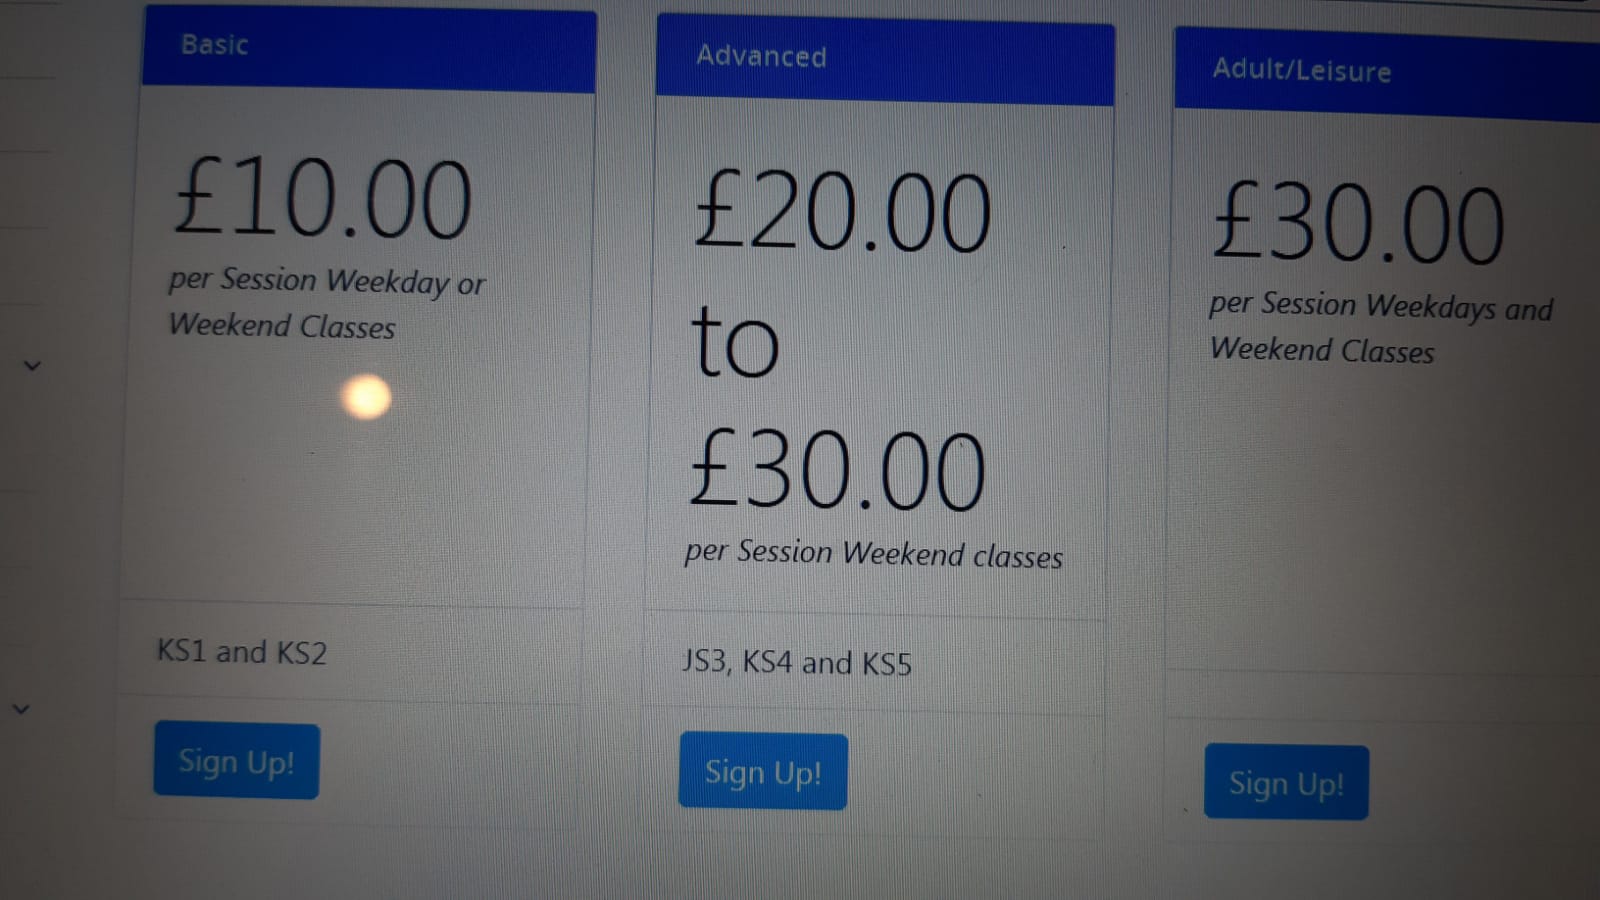 Basic
£10.00
per Session Weekday or
Weekend Classes
KS1 and KS2
Sign Up!
Advanced
£20.00
to
£30.00
per Session Weekend classes
JS3, KS4 and KS5
Sign Up!
Adult/Leisure
£30.00
per Session Weekdays and
Weekend Classes
Sign Up!